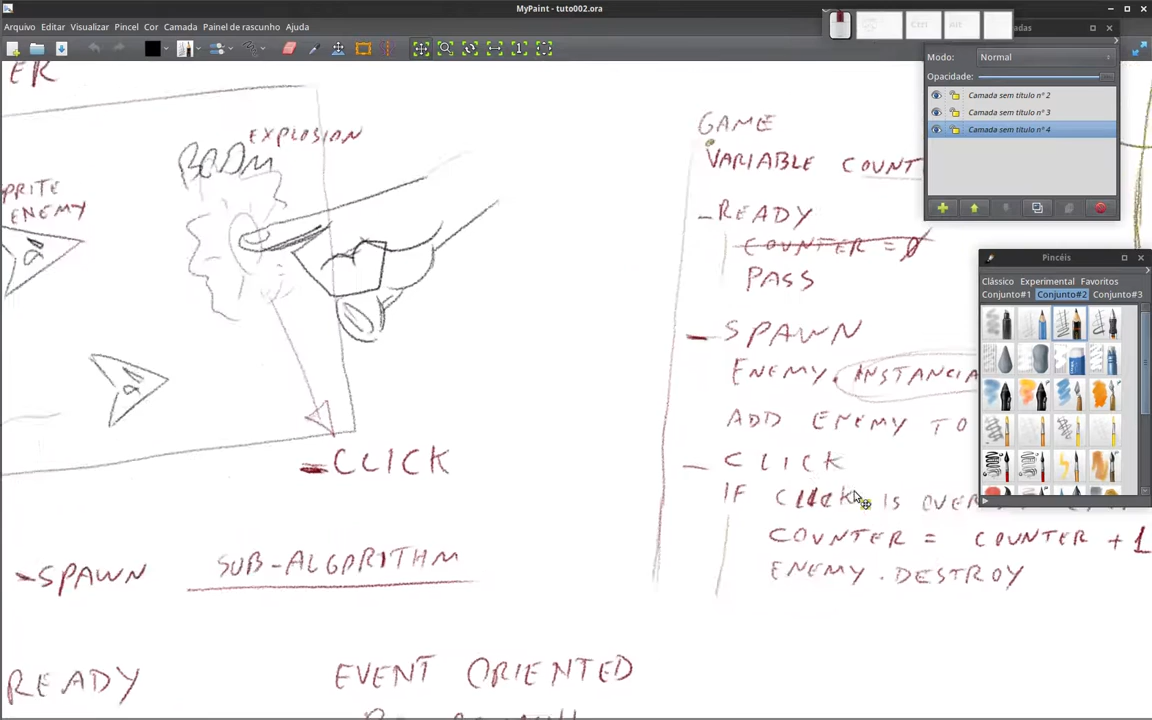 MyPaint - tuto002.ora
Arquivo Editar Visualizar Pincel Cor Camada Painel de rascunho Ajuda
Ctrl Alt
adas
Modo: Normal
Opacidade:
Camada sem título nº 2
Camada sem título nº 3
Camada sem título nº 4
Pincéis
Clássico Experimental Favoritos
Conjunto#1 Conjunto#2 Conjunto#3
ER
EXPLOSION
BOOM
PRITE
ENEMY
- CLICK
- SPAWN
SUB-ALGORITHM
READY
EVENT ORIENTED
GAME
VARIABLE COUNT
- READY
COUNTER = 0
PASS
- SPAWN
ENEMY. INSTANCIA
ADD ENEMY TO
- CLICK
IF CLICK IS OVER
COUNTER = COUNTER + 1
ENEMY . DESTROY